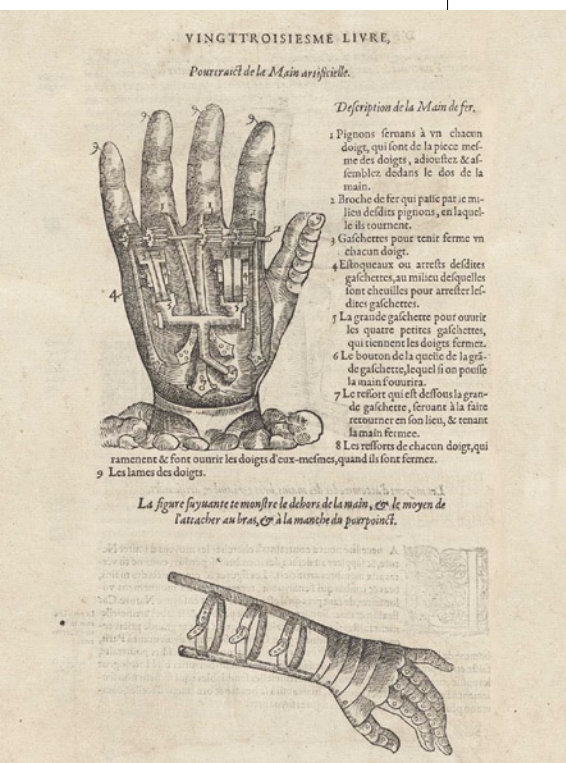 VINGTTROISIESME LIVRE,
Pourtraict de la Main artificielle.
Description de la Main de fer.
1 Pignons seruans à vn chacun
doigt, qui sont de la piece mes-
me des doigts, adioustez & as-
semblez dedans le dos de la
main.
2 Broche de fer qui passe par le mi-
lieu desdits pignons, en laquel-
le ils tournent.
3 Gaschettes pour tenir ferme vn
chacun doigt.
4 Estoqueaux ou arrests desdites
gaschettes, au milieu desquelles
sont cheuilles pour arrester les-
dites gaschettes.
5 La grande gaschette pour ouurir
les quatre petites gaschettes,
qui tiennent les doigts fermez.
6 Le bouton de la queuë de la grã-
de gaschette, lequel si on pousse
la main s'ouurira.
7 Le ressort qui est dessous la gran-
de gaschette, seruant à la faire
retourner en son lieu, & tenant
la main fermee.
8 Les ressorts de chacun doigt, qui
ramenent & font ouurir les doigts d'eux-mesmes, quand ils sont fermez.
9 Les lames des doigts.
La figure suyuante te monstre le dehors de la main, & le moyen de
l'attacher au bras, & à la manche du pourpoinct.
9 9 9 9
4